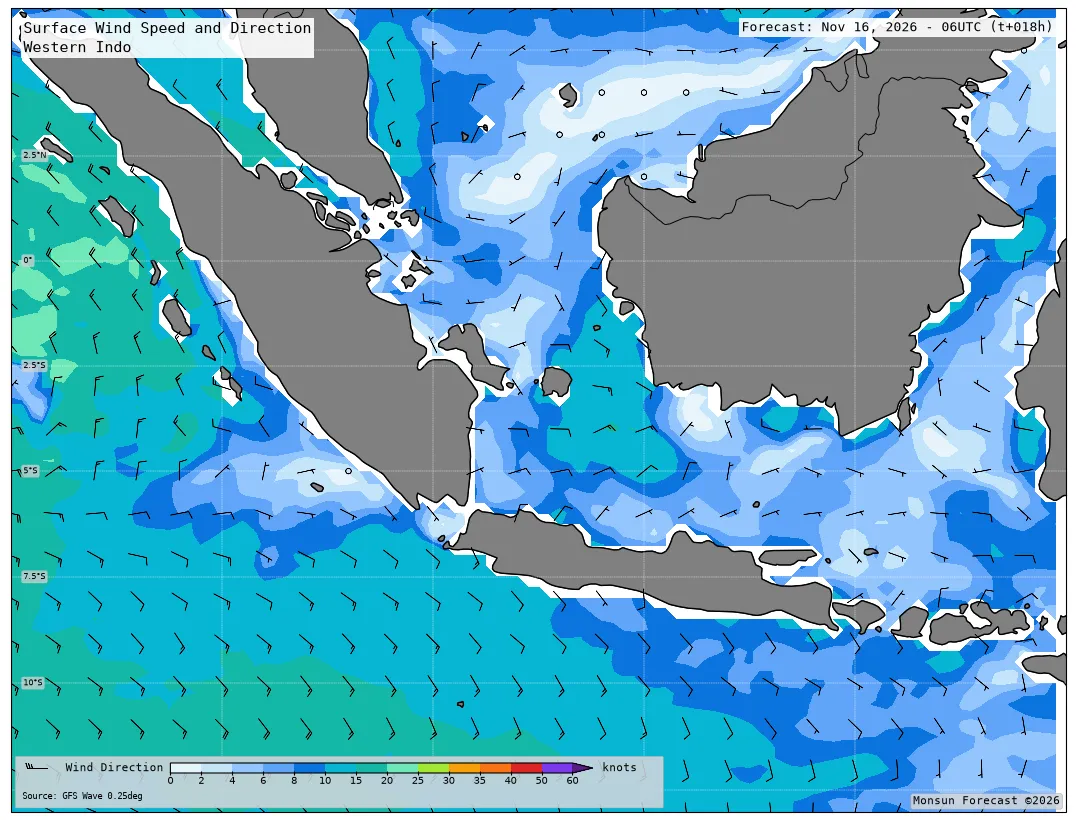 Surface Wind Speed and Direction
Western Indo
Forecast: Nov 16, 2026 - 06UTC (t+018h)
2.5°N
0°
2.5°S
5°S
7.5°S
10°S
Wind Direction
knots
0 2 4 6 8 10 15 20 25 30 35 40 50 60
Source: GFS Wave 0.25deg
Monsun Forecast ©2026